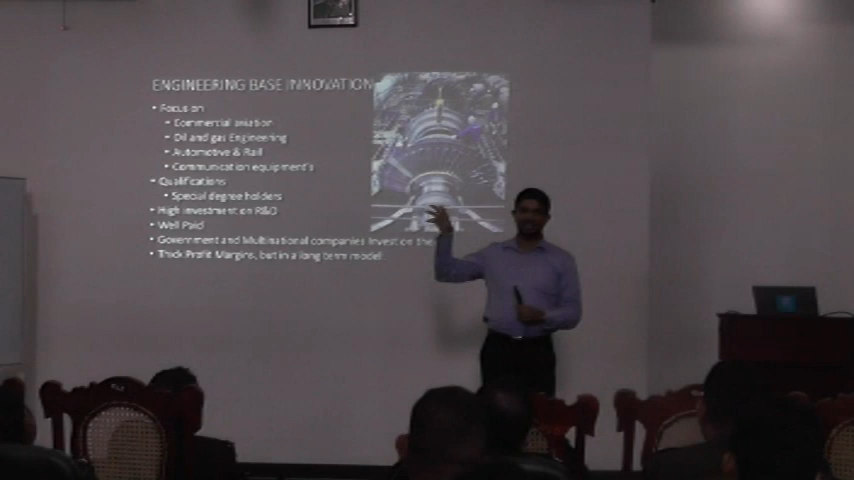 ENGINEERING BASE INNOVATION
• Focus on
• Commercial aviation
• Oil and gas Engineering
• Automotive & Rail
• Communication equipment's
• Qualifications
• Special degree holders
• High investment on R&D
• Well Paid
• Government and Multinational companies invest on the
• Thick Profit Margins, but in a long term model